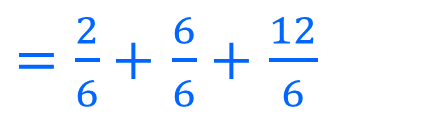 = 2/6 + 6/6 + 12/6